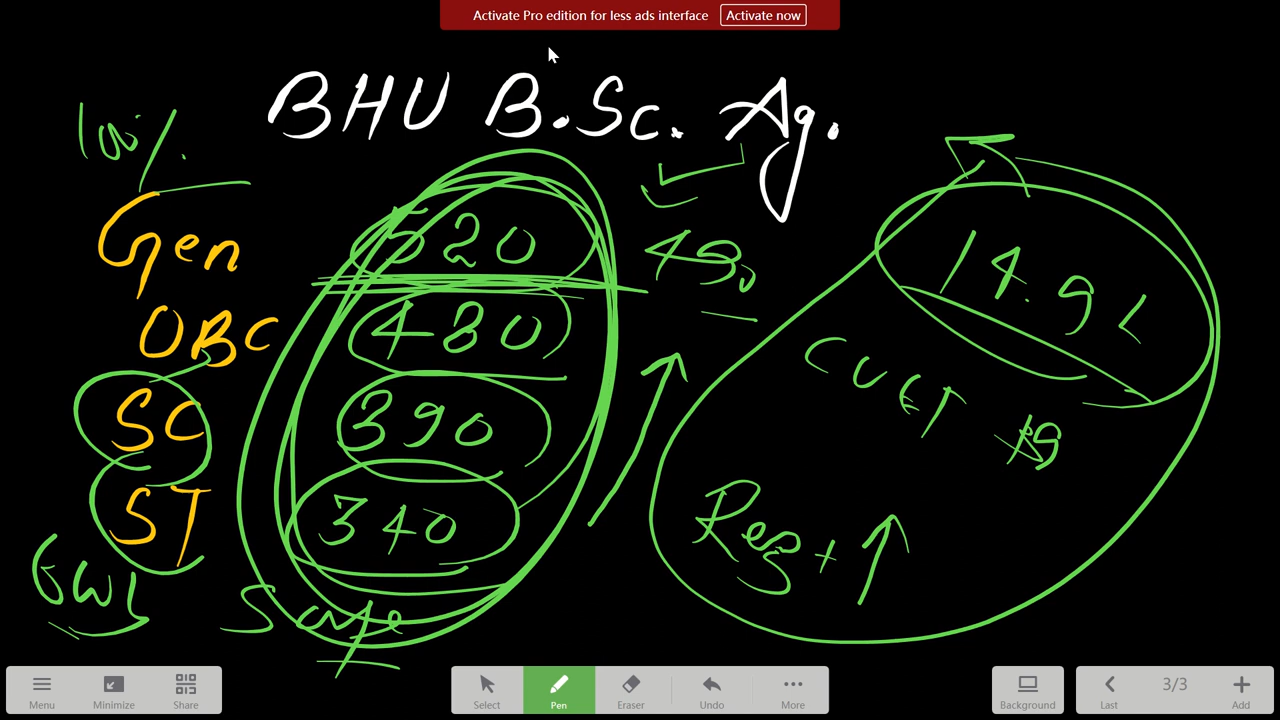 Activate Pro edition for less ads interface Activate now
BHU B.Sc. Ag.
100%
Gen 520
OBC 480
SC 390
ST 340
EWS Safe
14.9L
CUET
Reg +
Menu Minimize Share Select Pen Eraser Undo More Background Last 3/3 Add